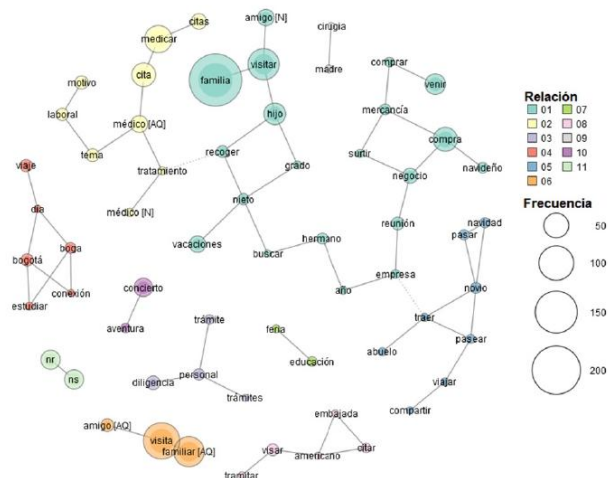 amigo [N]
citas
medicar
visitar
familia
cita
cirugia
madre
comprar
venir
mercancía
motivo
laboral
médico [AQ]
hijo
compra
tema
recoger
surtir
navideño
tratamiento
grado
negocio
viaje
médico [N]
nieto
reunión
día
vacaciones
buscar
hermano
navidad
pasar
boga
bogotá
empresa
concierto
año
novio
conexión
estudiar
aventura
trámite
traer
feria
pasear
abuelo
nr
educación
ns
personal
diligencia
viajar
trámites
compartir
amigo [AQ]
embajada
visita
familiar [AQ]
visar
citar
americano
tramitar
Relación
01 07
02 08
03 09
04 10
05 11
06
Frecuencia
50
100
150
200